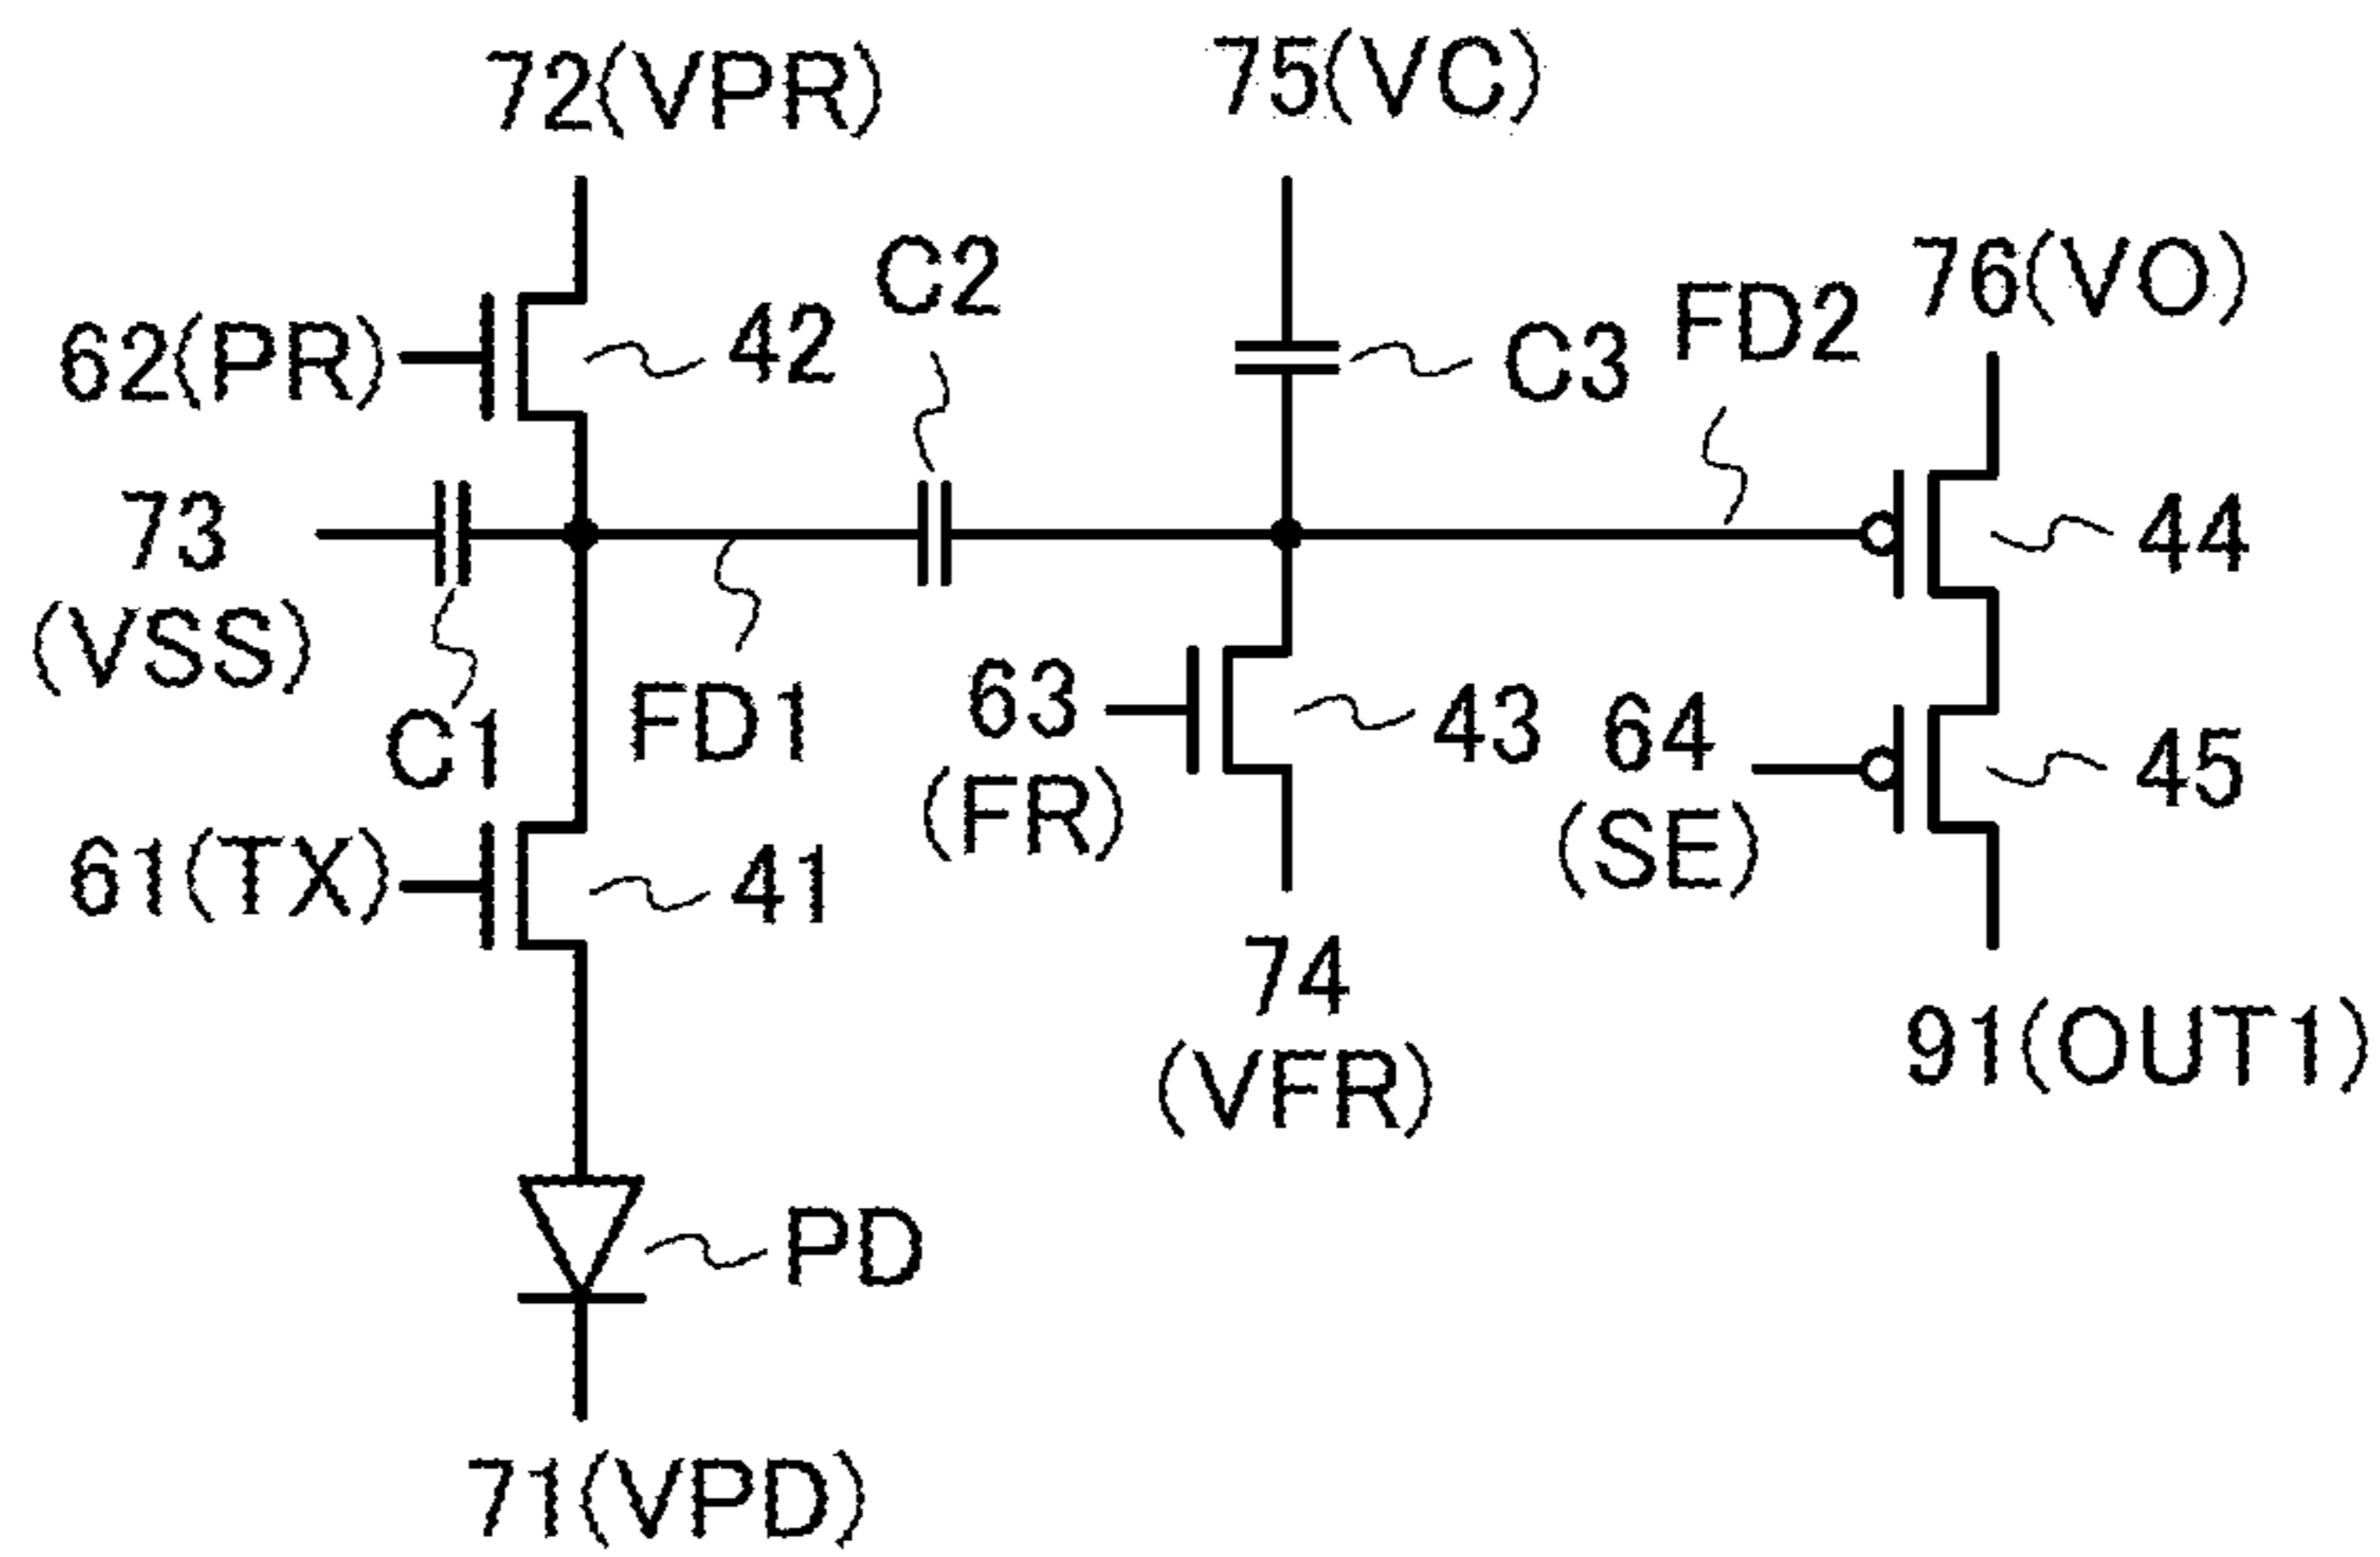 72(VPR)
75(VC)
C2
76(VO)
FD2
62(PR)
42
C3
73
(VSS)
44
C1
FD1
63
(FR)
43
64
(SE)
45
61(TX)
41
74
(VFR)
91(OUT1)
PD
71(VPD)